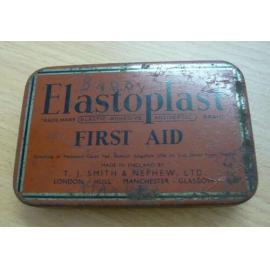 Elastoplast
TRADE MARK ELASTIC ADHESIVE ANTISEPTIC BRAND
FIRST AID
MADE IN ENGLAND BY
T. J. SMITH & NEPHEW, LTD.
LONDON · HULL · MANCHESTER · GLASGOW